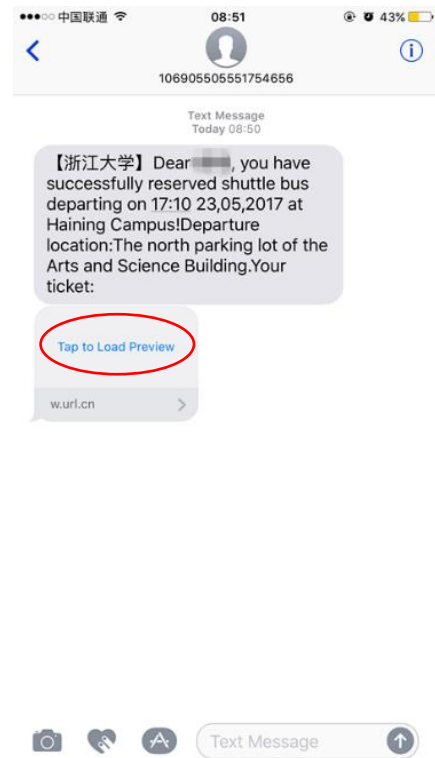 中国联通 08:51 43%
106905505551754656
Text Message
Today 08:50
【浙江大学】Dear , you have
successfully reserved shuttle bus
departing on 17:10 23,05,2017 at
Haining Campus!Departure
location:The north parking lot of the
Arts and Science Building.Your
ticket:
Tap to Load Preview
w.url.cn
Text Message